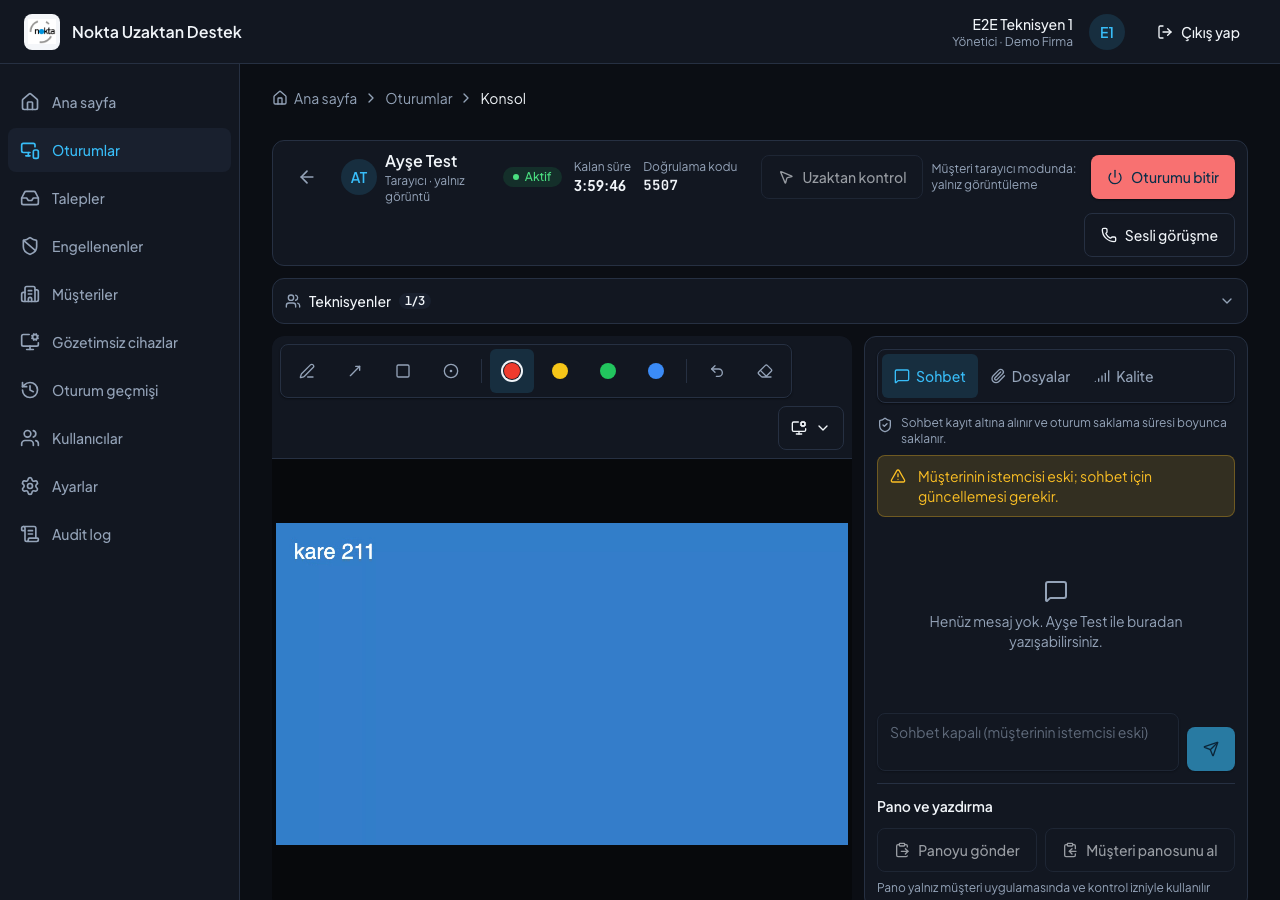 nokta
Nokta Uzaktan Destek
E2E Teknisyen 1
Yönetici · Demo Firma
E1
Çıkış yap
Ana sayfa
Oturumlar
Talepler
Engellenenler
Müşteriler
Gözetimsiz cihazlar
Oturum geçmişi
Kullanıcılar
Ayarlar
Audit log
Ana sayfa
Oturumlar
Konsol
AT
Ayşe Test
Tarayıcı · yalnız
görüntü
Aktif
Kalan süre
3:59:46
Doğrulama kodu
5507
Uzaktan kontrol
Müşteri tarayıcı modunda:
yalnız görüntüleme
Oturumu bitir
Sesli görüşme
Teknisyenler
1/3
kare 211
Sohbet
Dosyalar
Kalite
Sohbet kayıt altına alınır ve oturum saklama süresi boyunca
saklanır.
Müşterinin istemcisi eski; sohbet için
güncellemesi gerekir.
Henüz mesaj yok. Ayşe Test ile buradan
yazışabilirsiniz.
Sohbet kapalı (müşterinin istemcisi eski)
Pano ve yazdırma
Panoyu gönder
Müşteri panosunu al
Pano yalnız müşteri uygulamasında ve kontrol izniyle kullanılır